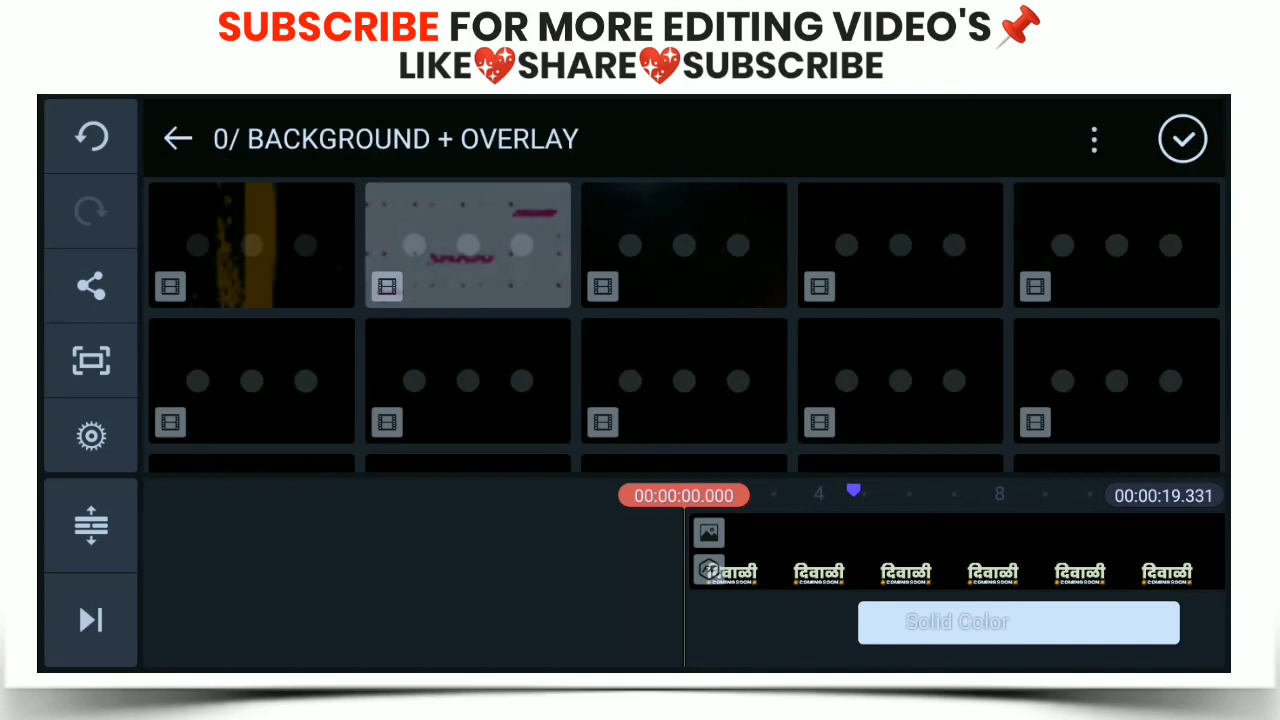 SUBSCRIBE FOR MORE EDITING VIDEO'S📌
LIKE💖SHARE💖SUBSCRIBE
0/ BACKGROUND + OVERLAY
00:00:00.000
4
8
00:00:19.331
दिवाली दिवाली दिवाली दिवाली दिवाली दिवाली
COMING SOON COMING SOON COMING SOON COMING SOON COMING SOON COMING SOON
Solid Color